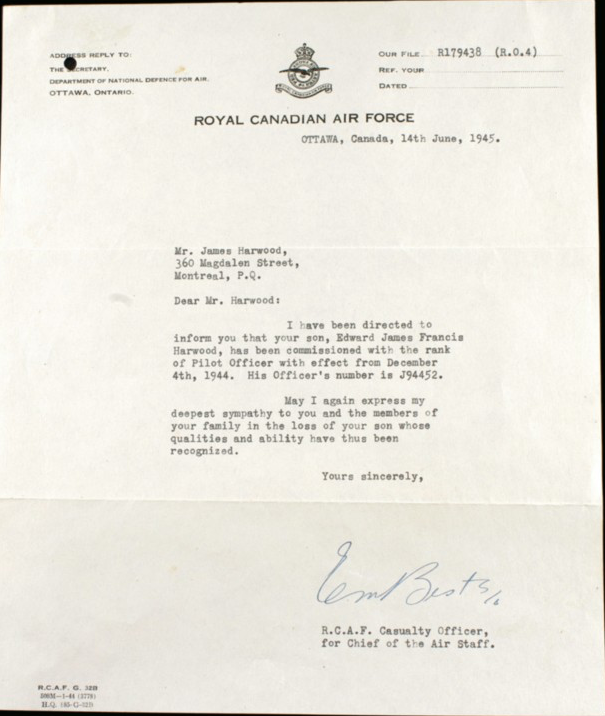 ADDRESS REPLY TO:
THE SECRETARY,
DEPARTMENT OF NATIONAL DEFENCE FOR AIR.
OTTAWA, ONTARIO.
OUR FILE R179438 (R.O.4)
REF. YOUR
DATED
ROYAL CANADIAN AIR FORCE
OTTAWA, Canada, 14th June, 1945.
Mr. James Harwood,
360 Magdalen Street,
Montreal, P.Q.
Dear Mr. Harwood:
I have been directed to
inform you that your son, Edward James Francis
Harwood, has been commissioned with the rank
of Pilot Officer with effect from December
4th, 1944. His Officer's number is J94452.
May I again express my
deepest sympathy to you and the members of
your family in the loss of your son whose
qualities and ability have thus been
recognized.
Yours sincerely,
R.C.A.F. Casualty Officer,
for Chief of the Air Staff.
R.C.A.F. G. 32B
H.Q.